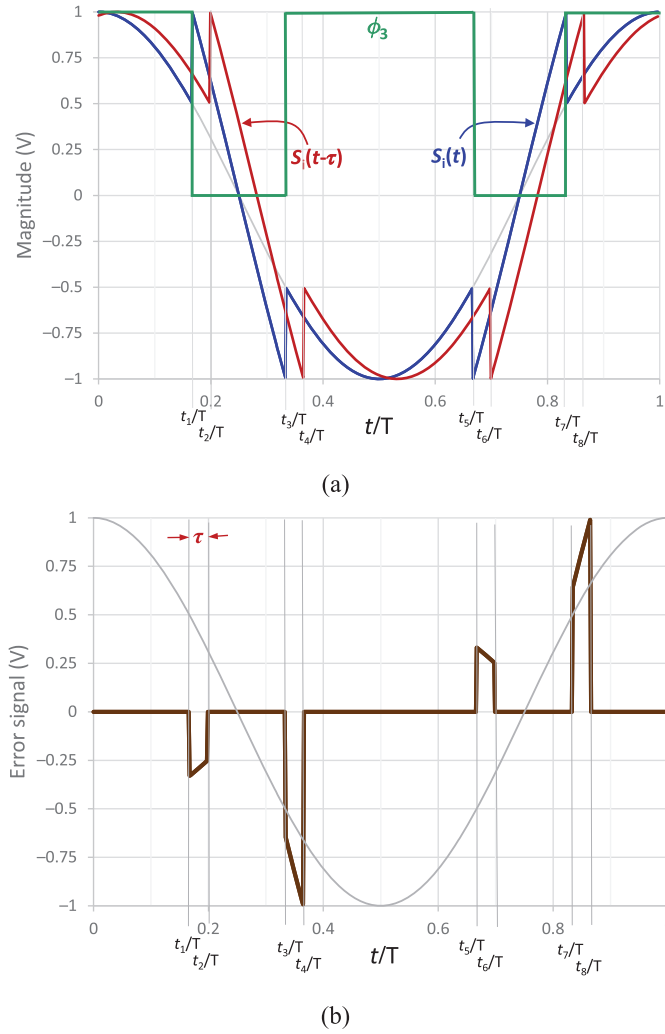 1
0.75
0.5
0.25
0
−0.25
−0.5
−0.75
−1
Magnitude (V)
ϕ3
Si(t-τ)
Si(t)
0 0.2 0.4 0.6 0.8 1
t1/T t3/T t5/T t7/T
t2/T t4/T t/T t6/T t8/T
(a)
1
0.75
0.5
0.25
0
−0.25
−0.5
−0.75
−1
Error signal (V)
τ
0 0.2 0.4 0.6 0.8
t1/T t3/T t5/T t7/T
t2/T t4/T t/T t6/T t8/T
(b)